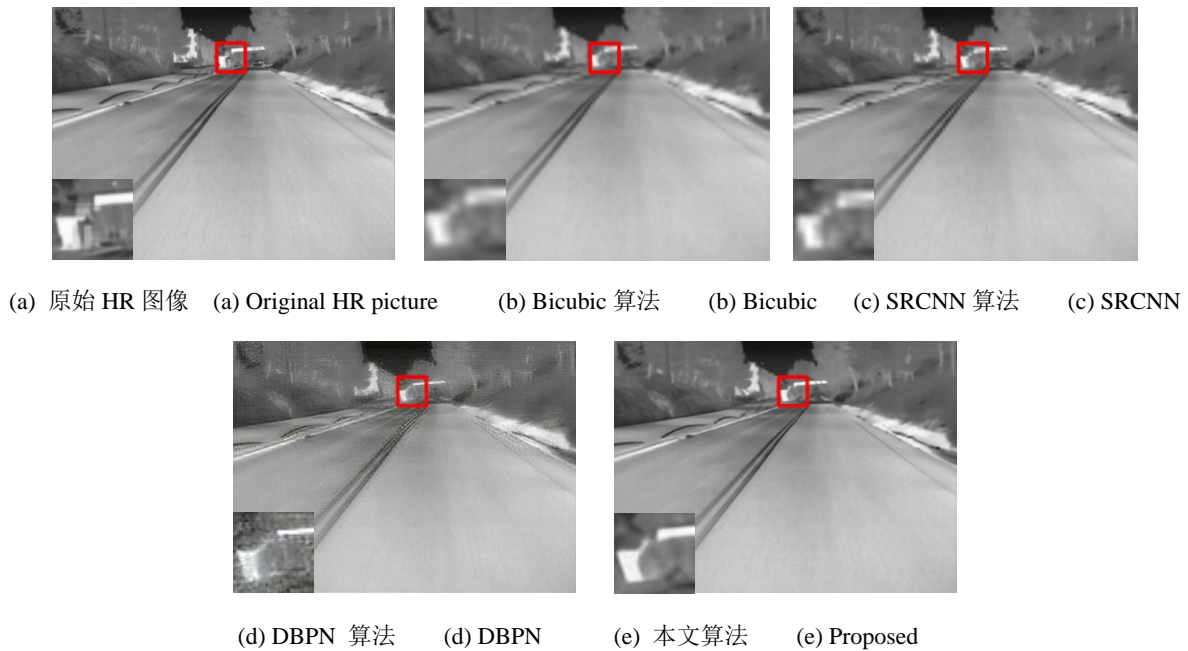 (a) 原始 HR 图像 (a) Original HR picture (b) Bicubic 算法 (b) Bicubic (c) SRCNN 算法 (c) SRCNN
(d) DBPN 算法 (d) DBPN (e) 本文算法 (e) Proposed